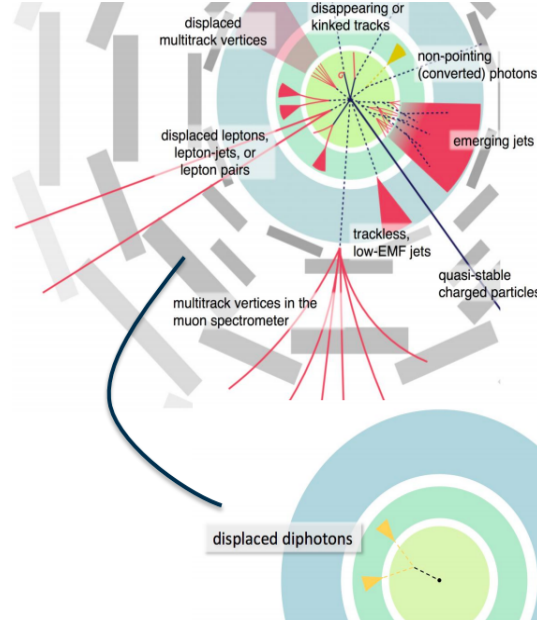 displaced
multitrack vertices
disappearing or
kinked tracks
non-pointing
(converted) photons
displaced leptons,
lepton-jets, or
lepton pairs
emerging jets
trackless,
low-EMF jets
quasi-stable
charged particles
multitrack vertices in the
muon spectrometer
displaced diphotons